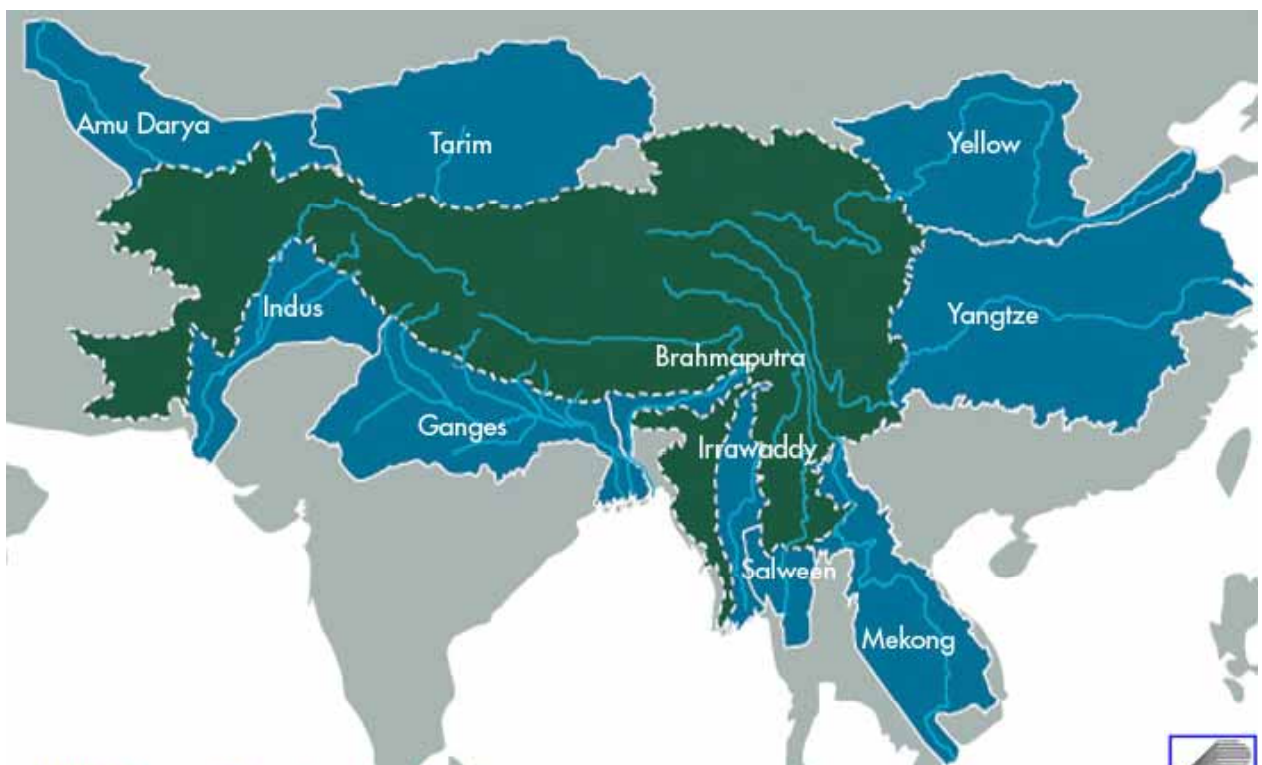 Amu Darya
Tarim
Yellow
Indus
Yangtze
Brahmaputra
Ganges
Irrawaddy
Salween
Mekong